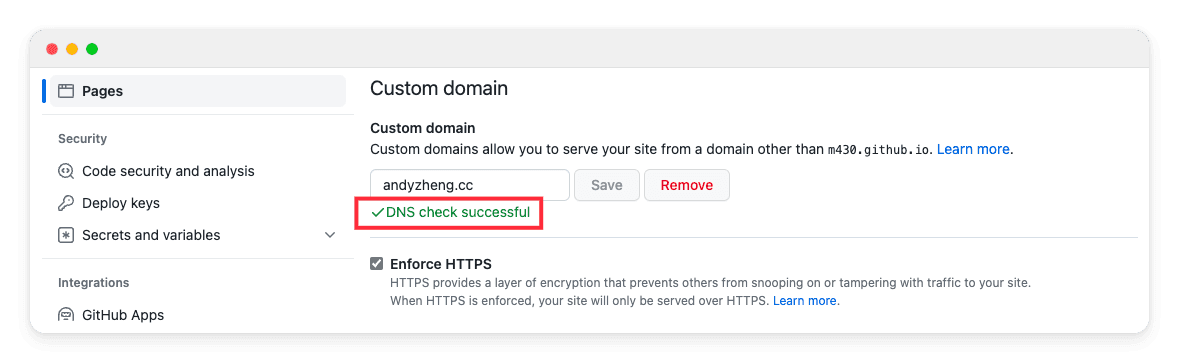 Pages
Security
Code security and analysis
Deploy keys
Secrets and variables
Integrations
GitHub Apps
Custom domain
Custom domain
Custom domains allow you to serve your site from a domain other than m430.github.io. Learn more.
andyzheng.cc Save Remove
DNS check successful
Enforce HTTPS
HTTPS provides a layer of encryption that prevents others from snooping on or tampering with traffic to your site.
When HTTPS is enforced, your site will only be served over HTTPS. Learn more.